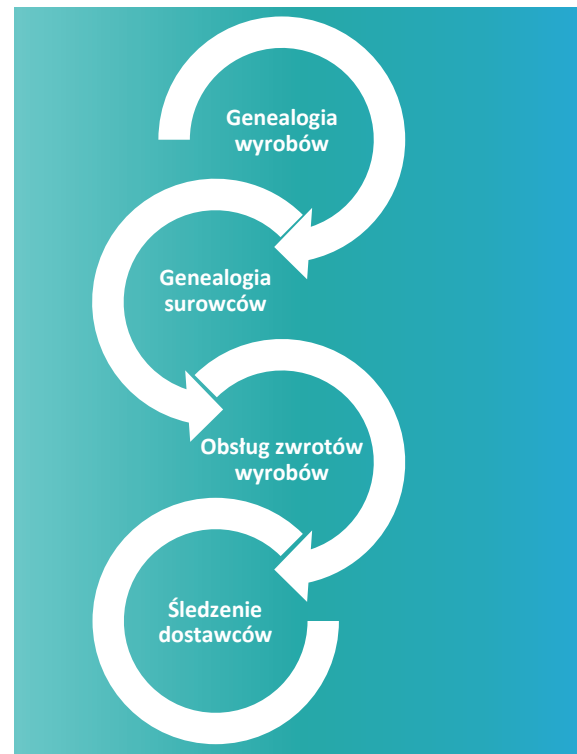 Genealogia
wyrobów
Genealogia
surowców
Obsług zwrotów
wyrobów
Śledzenie
dostawców